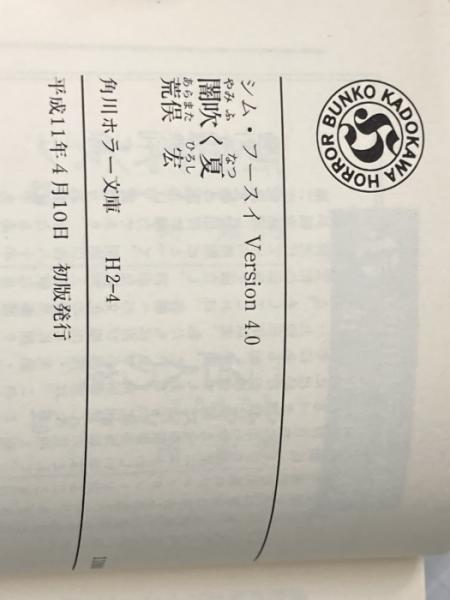 BUNKO KADOKAWA HORROR
シム・フースイ Version 4.0
やみふ なつ
闇吹く夏
あらまた ひろし
荒俣 宏
角川ホラー文庫 H2-4
平成11年4月10日 初版発行